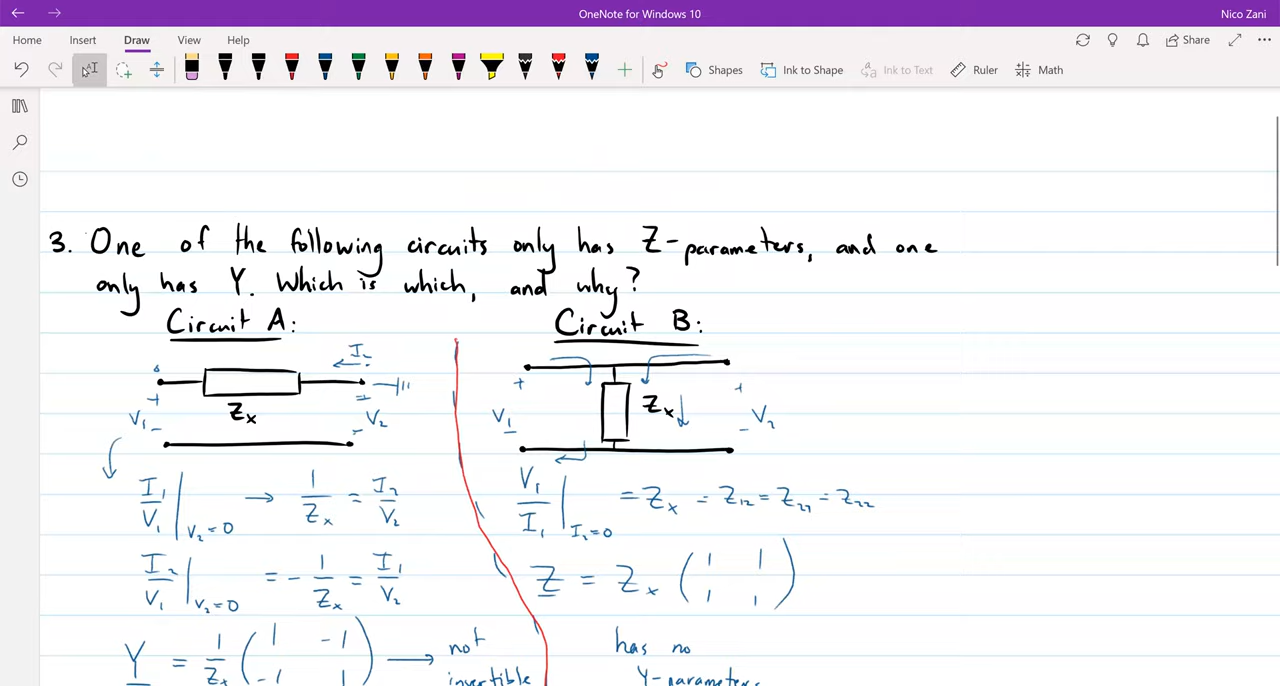 OneNote for Windows 10
Nico Zani
Home Insert Draw View Help
Share
Shapes Ink to Shape Ink to Text Ruler Math
3. One of the following circuits only has Z-parameters, and one
only has Y. Which is which, and why?
Circuit A:
Circuit B:
I₂
Zx
V₁
+
−
+
−
V₂
Zx
V₁
+
−
+
−
V₂
I₁/V₁ |V₂=0 → 1/Zx = I₂/V₂
I₂/V₁ |V₂=0 = - 1/Zx = I₁/V₂
Y = 1/Zx (1 -1
-1 1) → not
invertible
V₁/I₁ |I₂=0 = Zx = Z₁₂ = Z₂₁ = Z₂₂
Z = Zx (1 1
1 1)
has no
Y-parameters